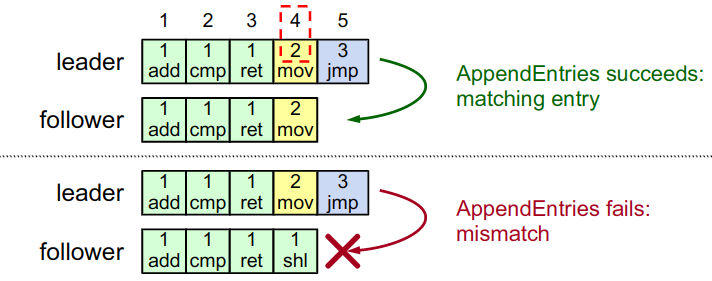 1 2 3 4 5
leader
1 1 1 2 3
add cmp ret mov jmp
AppendEntries succeeds:
matching entry
follower
1 1 1 2
add cmp ret mov
leader
1 1 1 2 3
add cmp ret mov jmp
AppendEntries fails:
mismatch
follower
1 1 1 1
add cmp ret shl